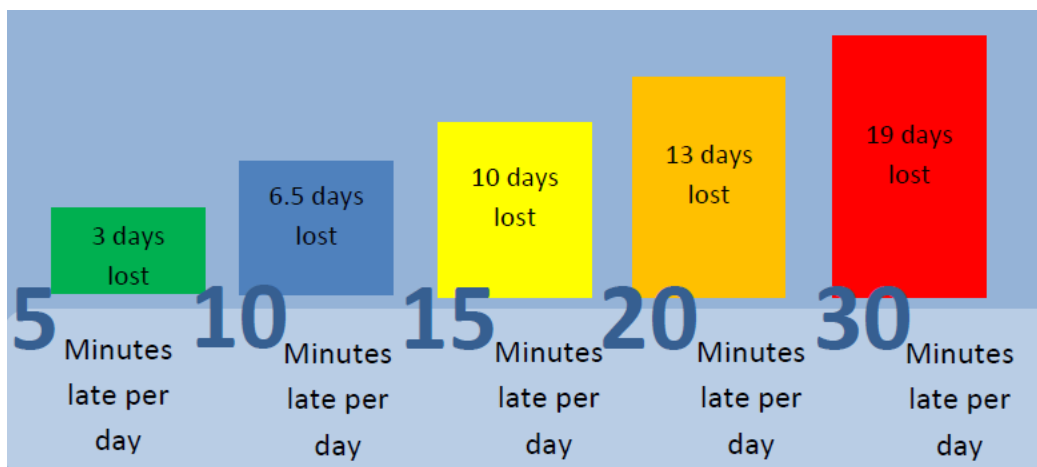 3 days
lost
6.5 days
lost
10 days
lost
13 days
lost
19 days
lost
5
Minutes
late per
day
10
Minutes
late per
day
15
Minutes
late per
day
20
Minutes
late per
day
30
Minutes
late per
day